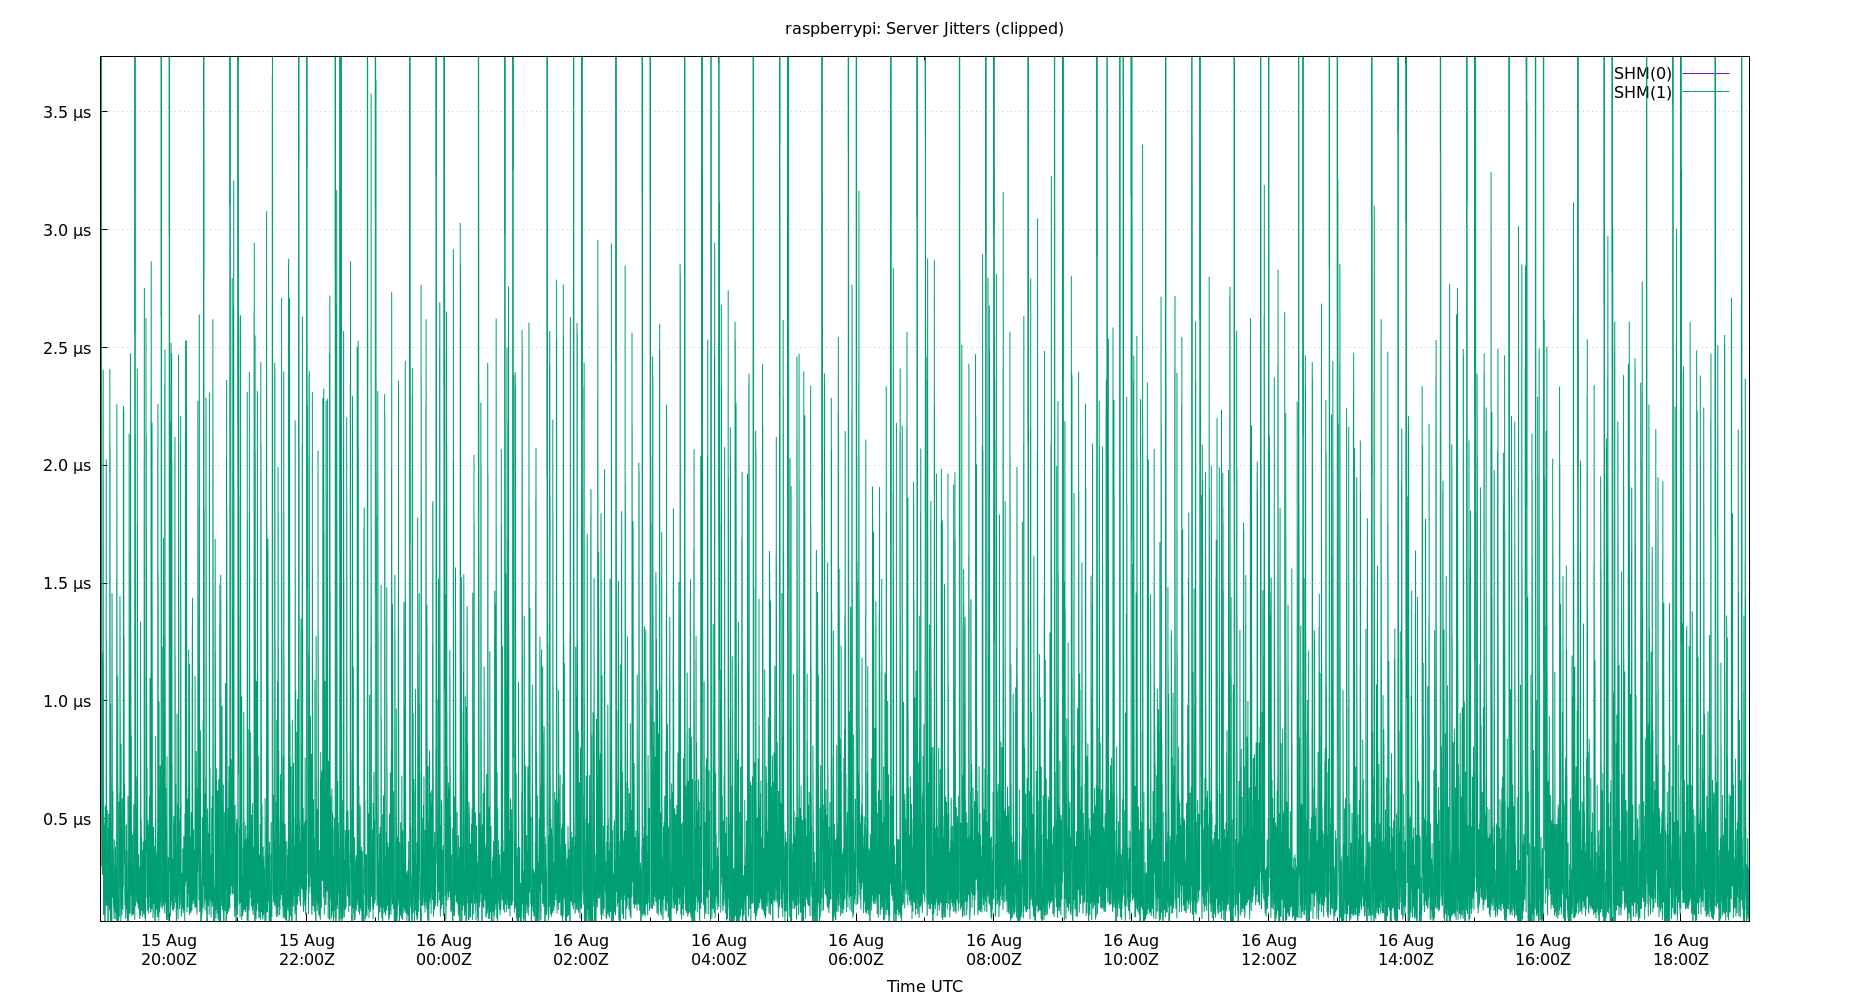 raspberrypi: Server Jitters (clipped)
SHM(0)
SHM(1)
3.5 µs
3.0 µs
2.5 µs
2.0 µs
1.5 µs
1.0 µs
0.5 µs
15 Aug 15 Aug 16 Aug 16 Aug 16 Aug 16 Aug 16 Aug 16 Aug 16 Aug 16 Aug 16 Aug 16 Aug
20:00Z 22:00Z 00:00Z 02:00Z 04:00Z 06:00Z 08:00Z 10:00Z 12:00Z 14:00Z 16:00Z 18:00Z
Time UTC